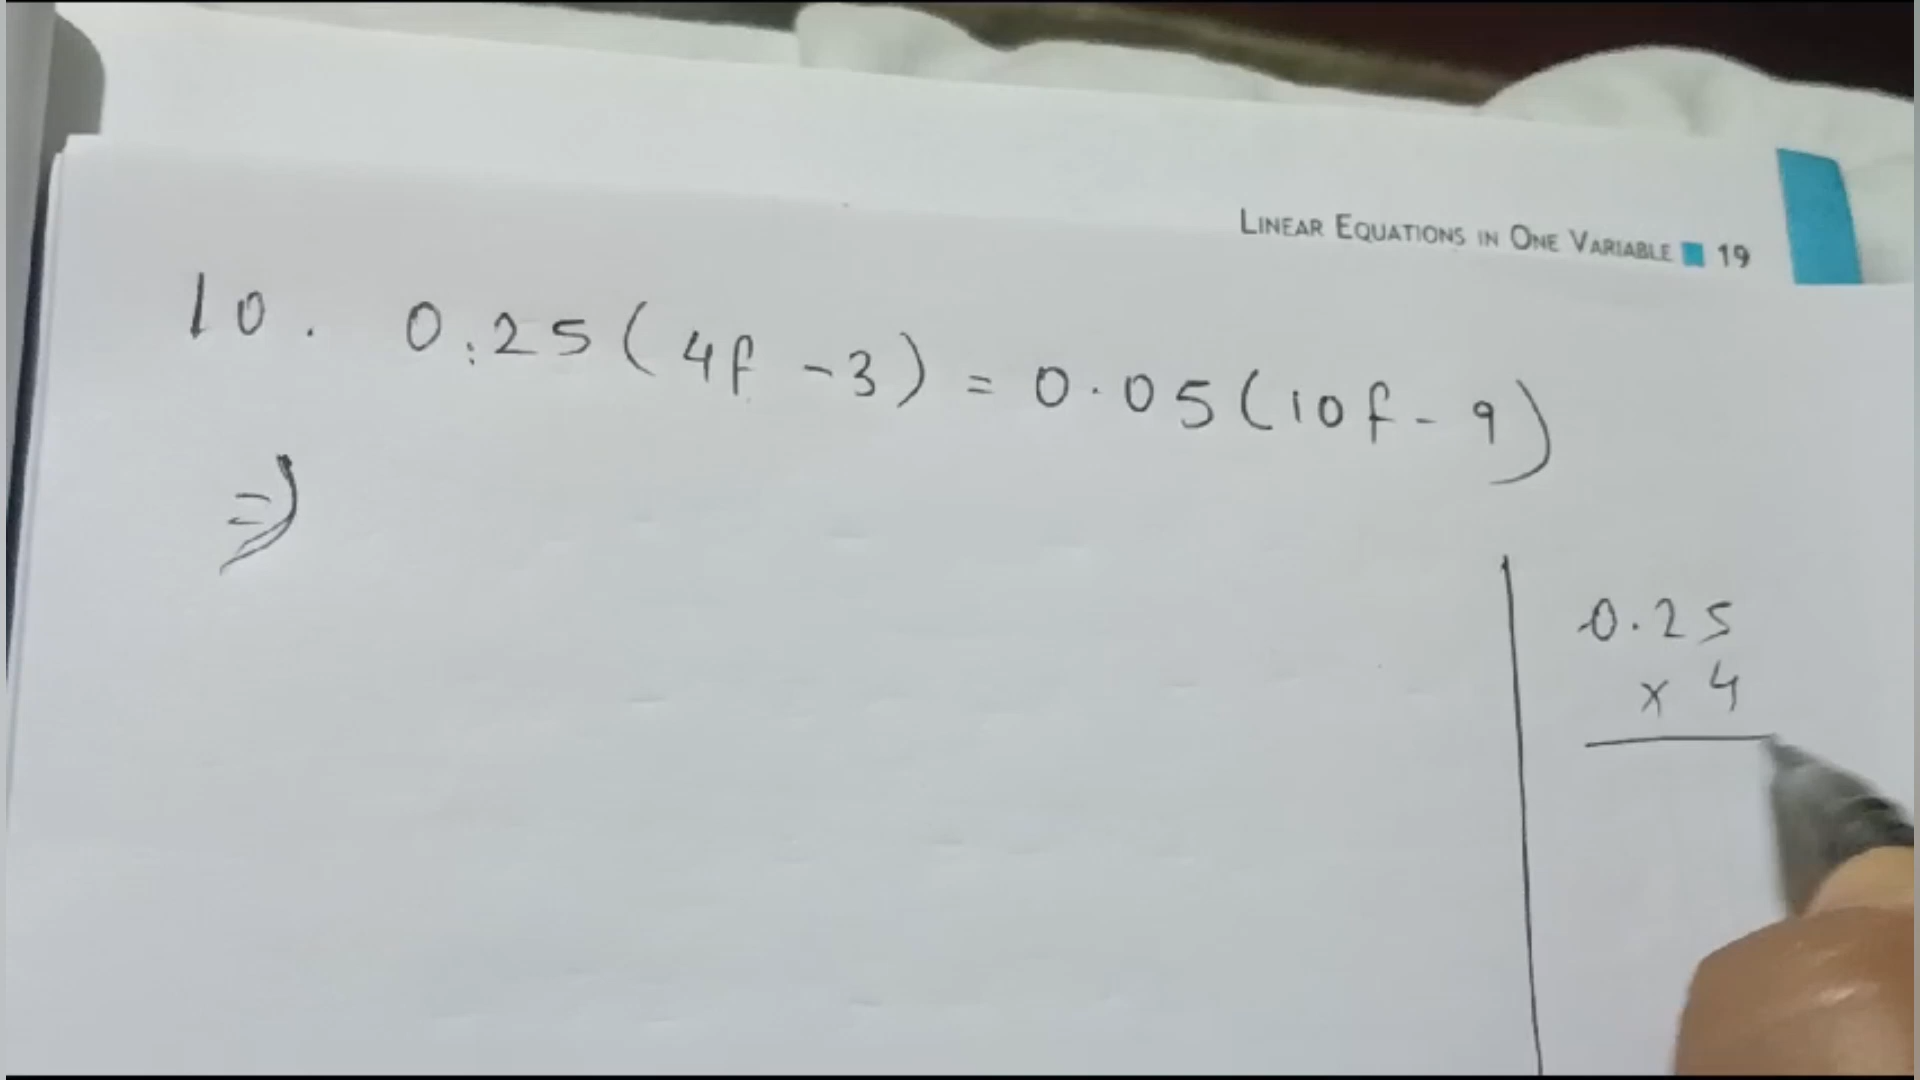 LINEAR EQUATIONS IN ONE VARIABLE ■ 19
10. 0.25(4f-3) = 0.05(10f-9)
⇒
0.25
x 4